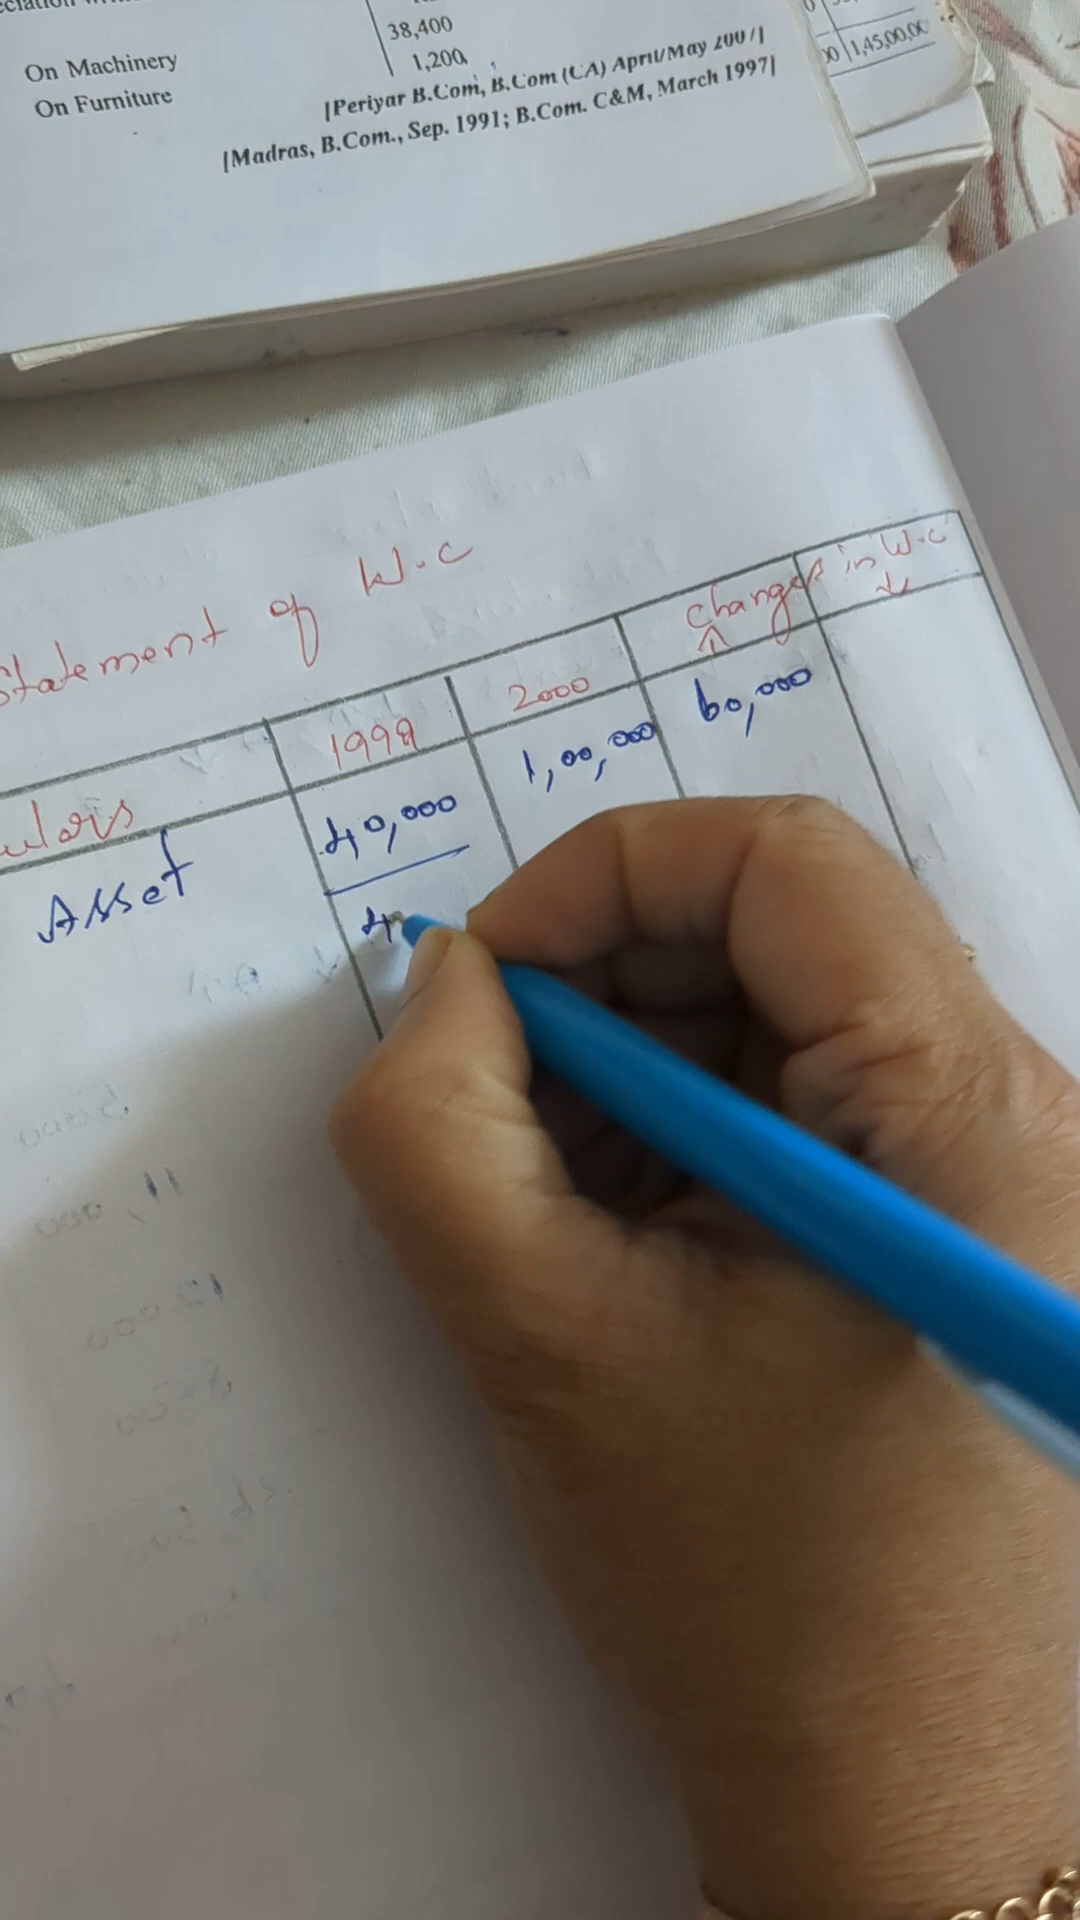 38,400
On Machinery 1,200
On Furniture
[Periyar B.Com, B.Com (CA) April/May 2007]
[Madras, B.Com., Sep. 1991; B.Com. C&M, March 1997]
1,45,00,00
Statement of W.C
1999 2000 Changes in W.C
↑ ↓
Asset 40,000 1,00,000 60,000
4